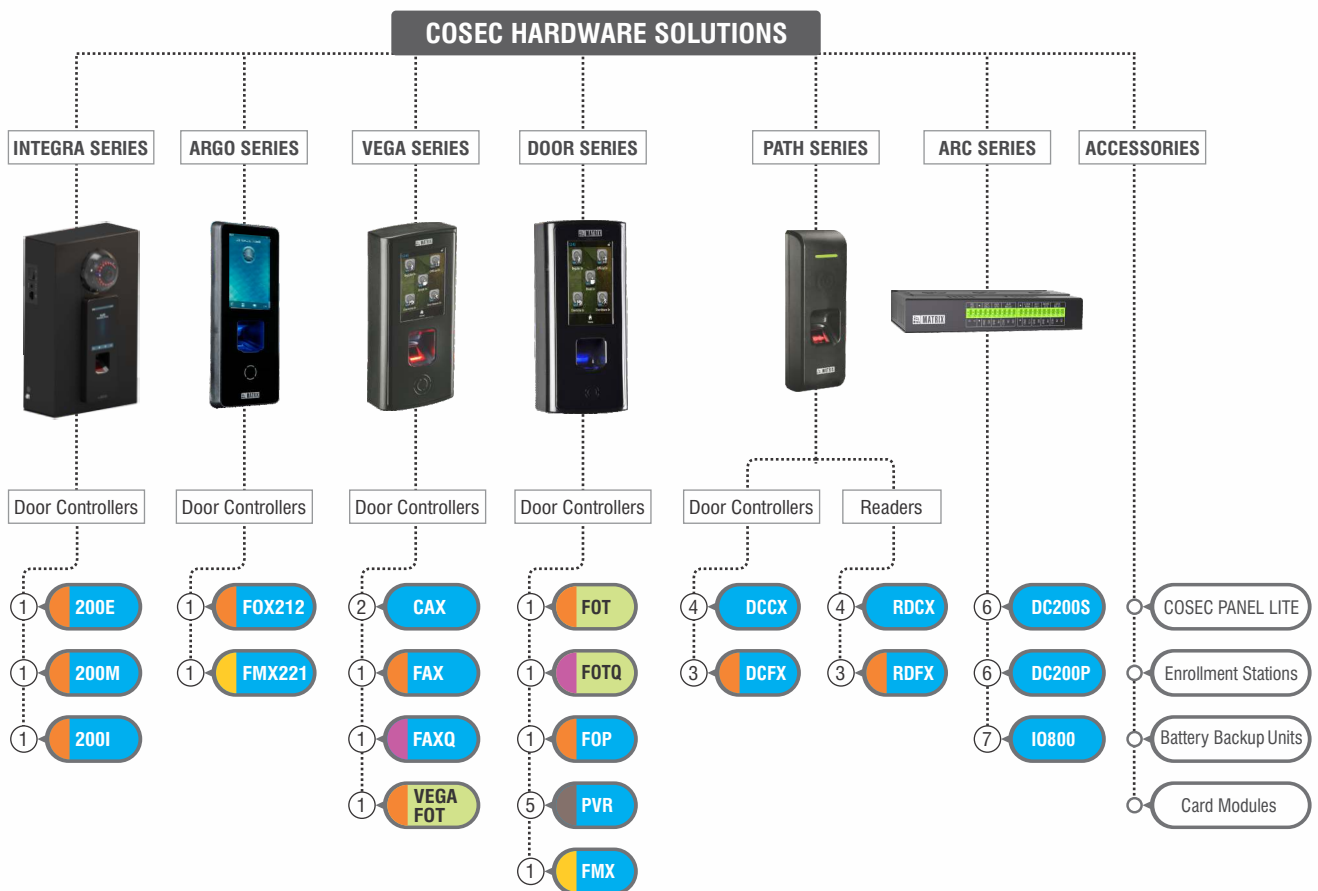 COSEC HARDWARE SOLUTIONS
INTEGRA SERIES
ARGO SERIES
VEGA SERIES
DOOR SERIES
PATH SERIES
ARC SERIES
ACCESSORIES
MATRIX
MATRIX
MATRIX
MATRIX
MATRIX
Door Controllers
Door Controllers
Door Controllers
Door Controllers
Door Controllers
Readers
1 200E
1 200M
1 200I
1 FOX212
1 FMX221
2 CAX
1 FAX
1 FAXQ
1 VEGA
FOT
1 FOT
1 FOTQ
1 FOP
5 PVR
1 FMX
4 DCCX
3 DCFX
4 RDCX
3 RDFX
6 DC200S
6 DC200P
7 IO800
COSEC PANEL LITE
Enrollment Stations
Battery Backup Units
Card Modules